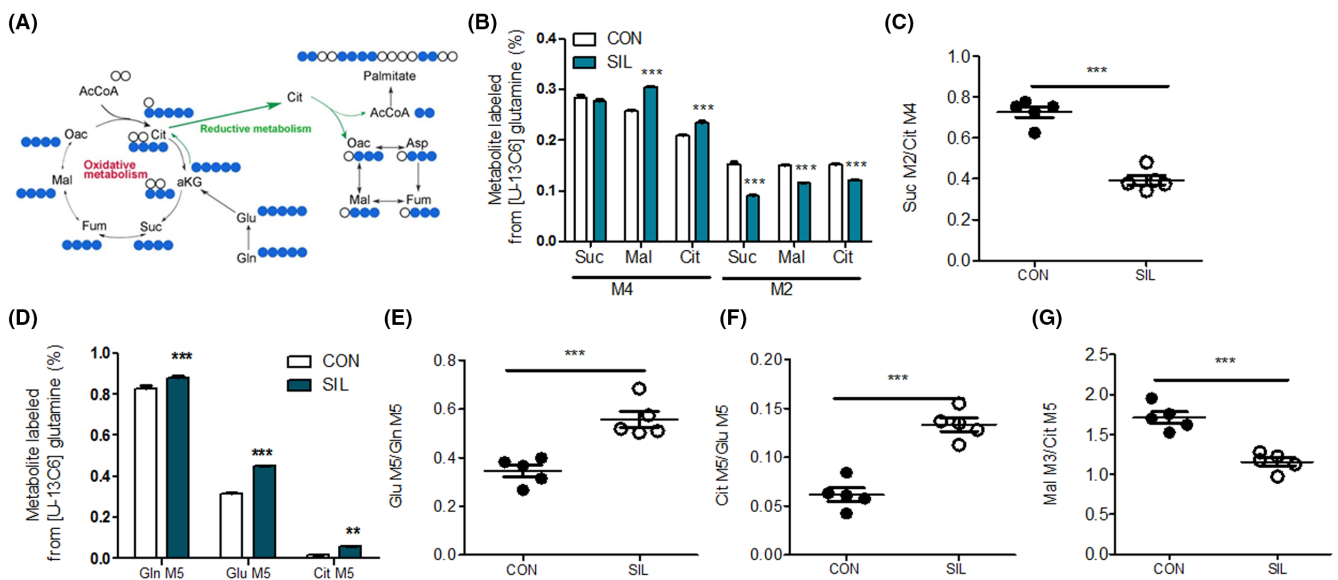 (A)
AcCoA
Oac
Cit
Oxidative
metabolism
Mal
aKG
Fum
Suc
Glu
Gln
Reductive metabolism
Palmitate
Cit
AcCoA
Oac
Asp
Mal
Fum
(B)
Metabolite labeled
from [U-13C6] glutamine (%)
0.4
0.3
0.2
0.1
0.0
CON
SIL
***
***
***
***
***
Suc Mal Cit Suc Mal Cit
M4 M2
(C)
Suc M2/Cit M4
1.0
0.8
0.6
0.4
0.2
0.0
***
CON SIL
(D)
Metabolite labeled
from [U-13C6] glutamine (%)
1.0
0.8
0.6
0.4
0.2
0.0
CON
SIL
***
***
**
Gln M5 Glu M5 Cit M5
(E)
Glu M5/Gln M5
0.8
0.6
0.4
0.2
0.0
***
CON SIL
(F)
Cit M5/Glu M5
0.20
0.15
0.10
0.05
0.00
***
CON SIL
(G)
Mal M3/Cit M5
2.5
2.0
1.5
1.0
0.5
0.0
***
CON SIL